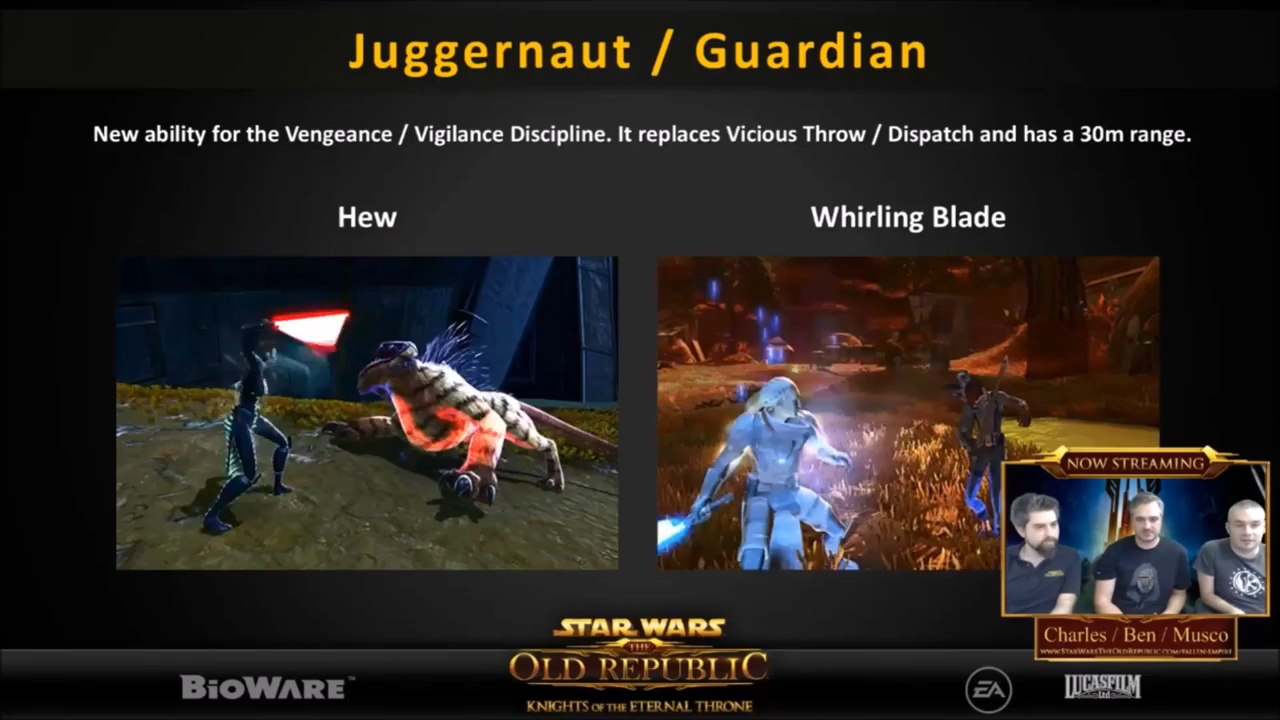 Juggernaut / Guardian
New ability for the Vengeance / Vigilance Discipline. It replaces Vicious Throw / Dispatch and has a 30m range.
Hew
Whirling Blade
NOW STREAMING
Charles / Ben / Musco
www.StarWarsTheOldRepublic.com/fallen-empire
STAR WARS
THE
OLD REPUBLIC
KNIGHTS OF THE ETERNAL THRONE
BIOWARE™
EA
LUCASFILM
Ltd